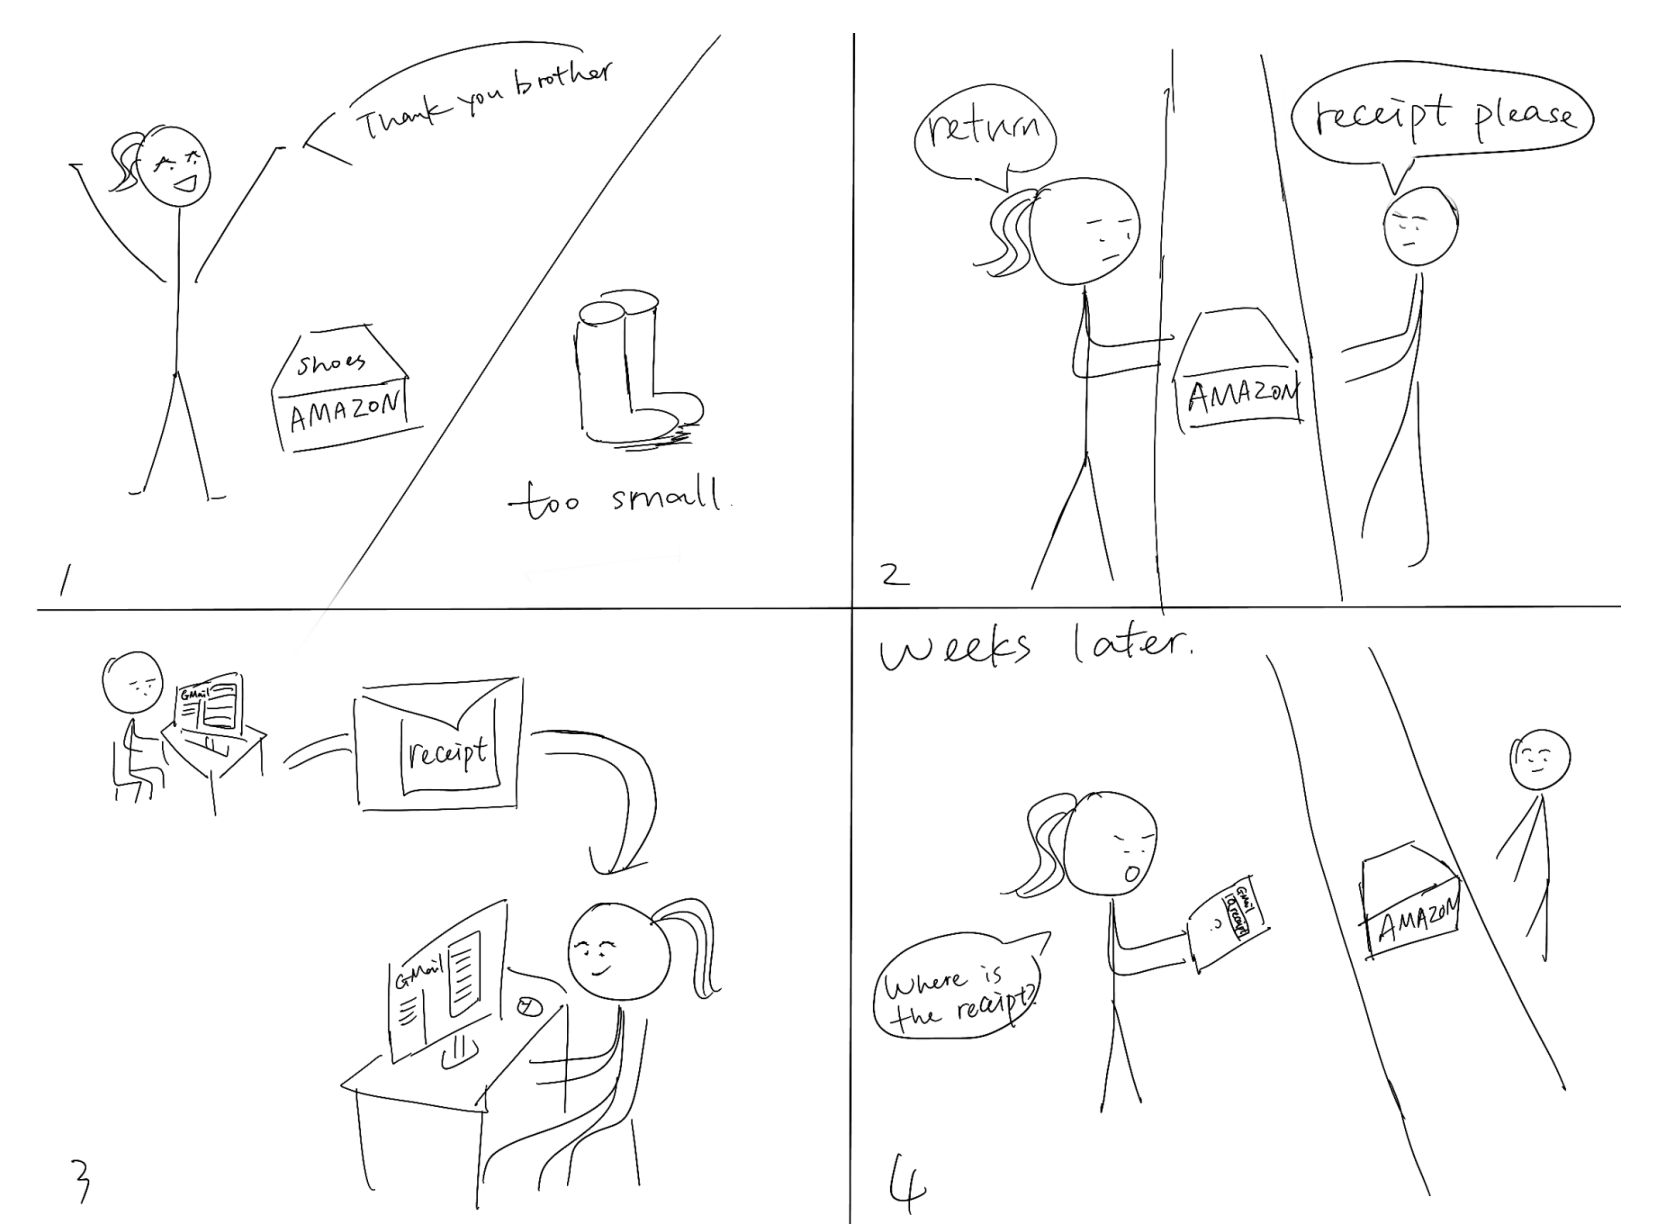 Thank you brother
shoes
AMAZON
too small.
1
return
receipt please
AMAZON
2
GMail
receipt
GMail
3
weeks later.
Where is
the receipt?
GMail
receipt
AMAZON
4